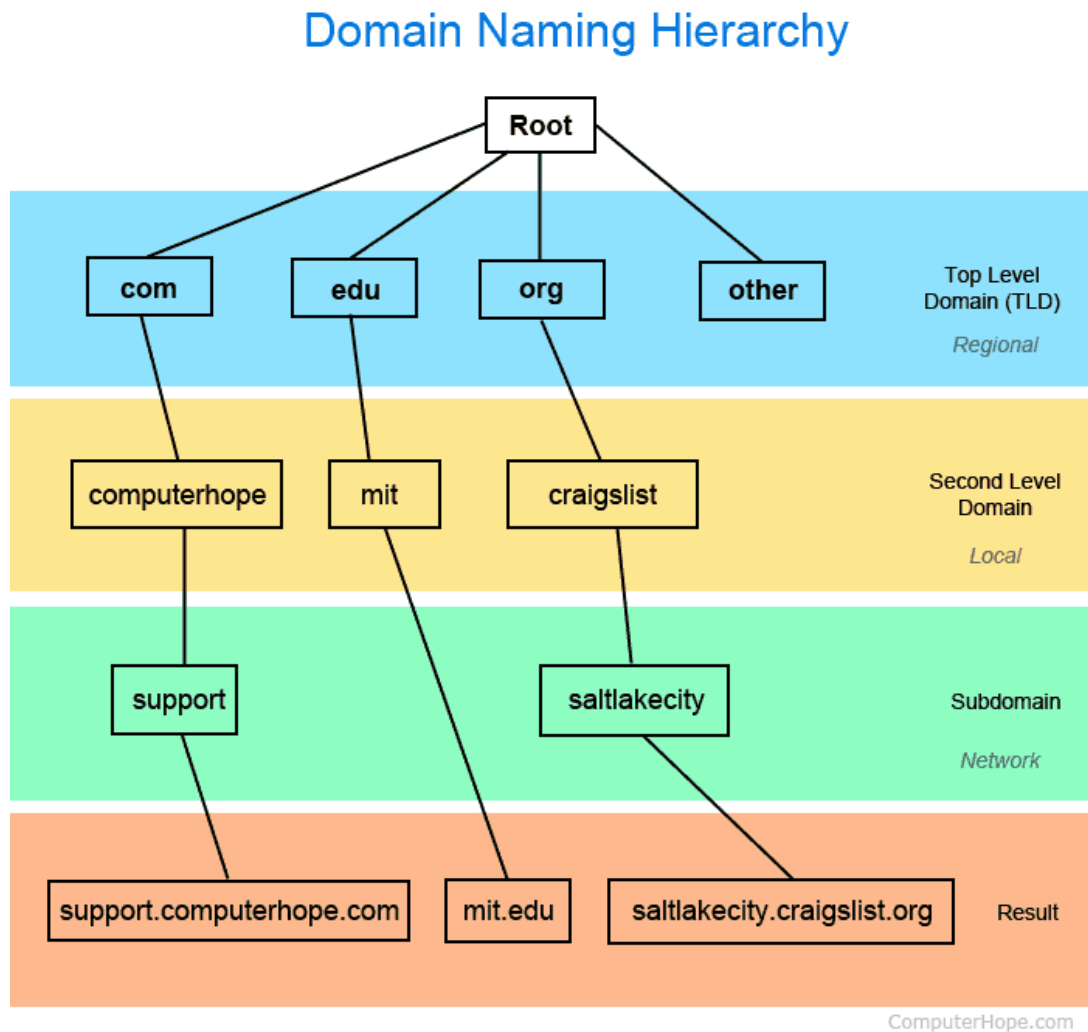 Domain Naming Hierarchy
Root
com
edu
org
other
Top Level
Domain (TLD)
Regional
computerhope
mit
craigslist
Second Level
Domain
Local
support
saltlakecity
Subdomain
Network
support.computerhope.com
mit.edu
saltlakecity.craigslist.org
Result
ComputerHope.com